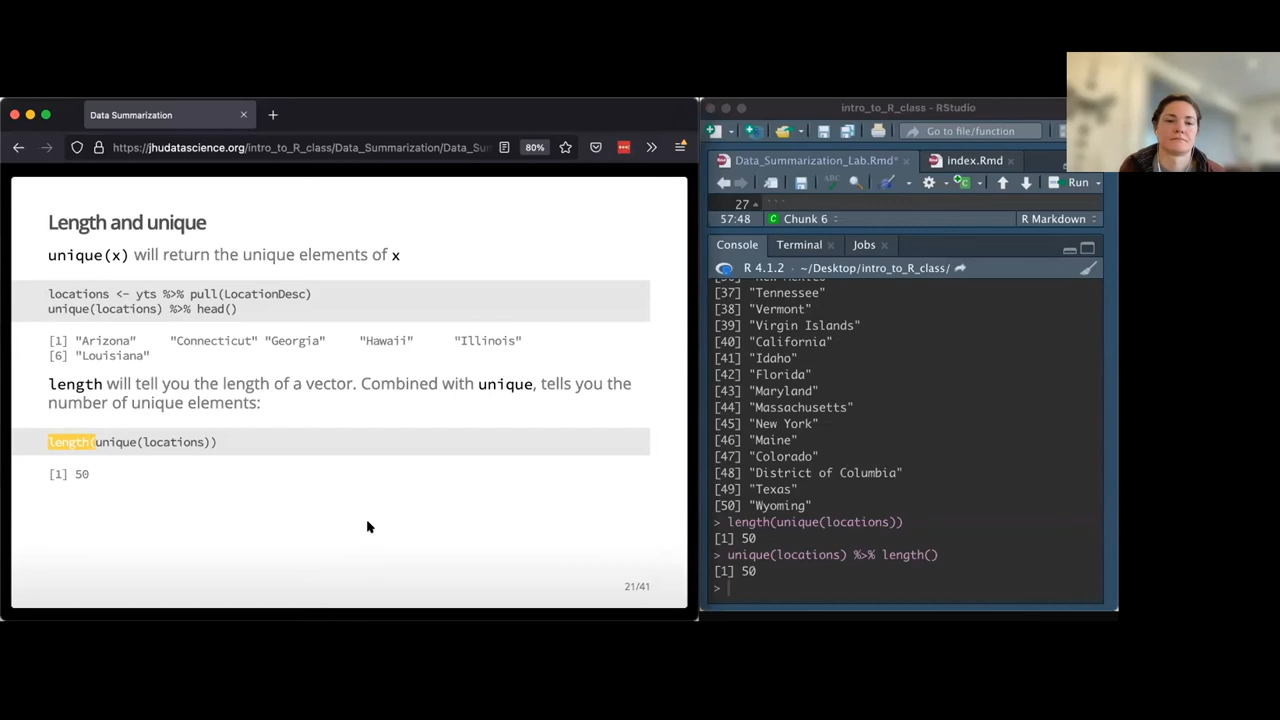 Data Summarization
https://jhudatascience.org/intro_to_R_class/Data_Summarization/Data_Su
80%
Length and unique
unique(x) will return the unique elements of x
locations <- yts %>% pull(LocationDesc)
unique(locations) %>% head()
[1] "Arizona" "Connecticut" "Georgia" "Hawaii" "Illinois"
[6] "Louisiana"
length will tell you the length of a vector. Combined with unique, tells you the
number of unique elements:
length(unique(locations))
[1] 50
21/41
intro_to_R_class - RStudio
Go to file/function
Data_Summarization_Lab.Rmd*
index.Rmd
ABC
Run
27
```
57:48
Chunk 6
R Markdown
Console
Terminal
Jobs
R 4.1.2 · ~/Desktop/intro_to_R_class/
[37] "Tennessee"
[38] "Vermont"
[39] "Virgin Islands"
[40] "California"
[41] "Idaho"
[42] "Florida"
[43] "Maryland"
[44] "Massachusetts"
[45] "New York"
[46] "Maine"
[47] "Colorado"
[48] "District of Columbia"
[49] "Texas"
[50] "Wyoming"
> length(unique(locations))
[1] 50
> unique(locations) %>% length()
[1] 50
>